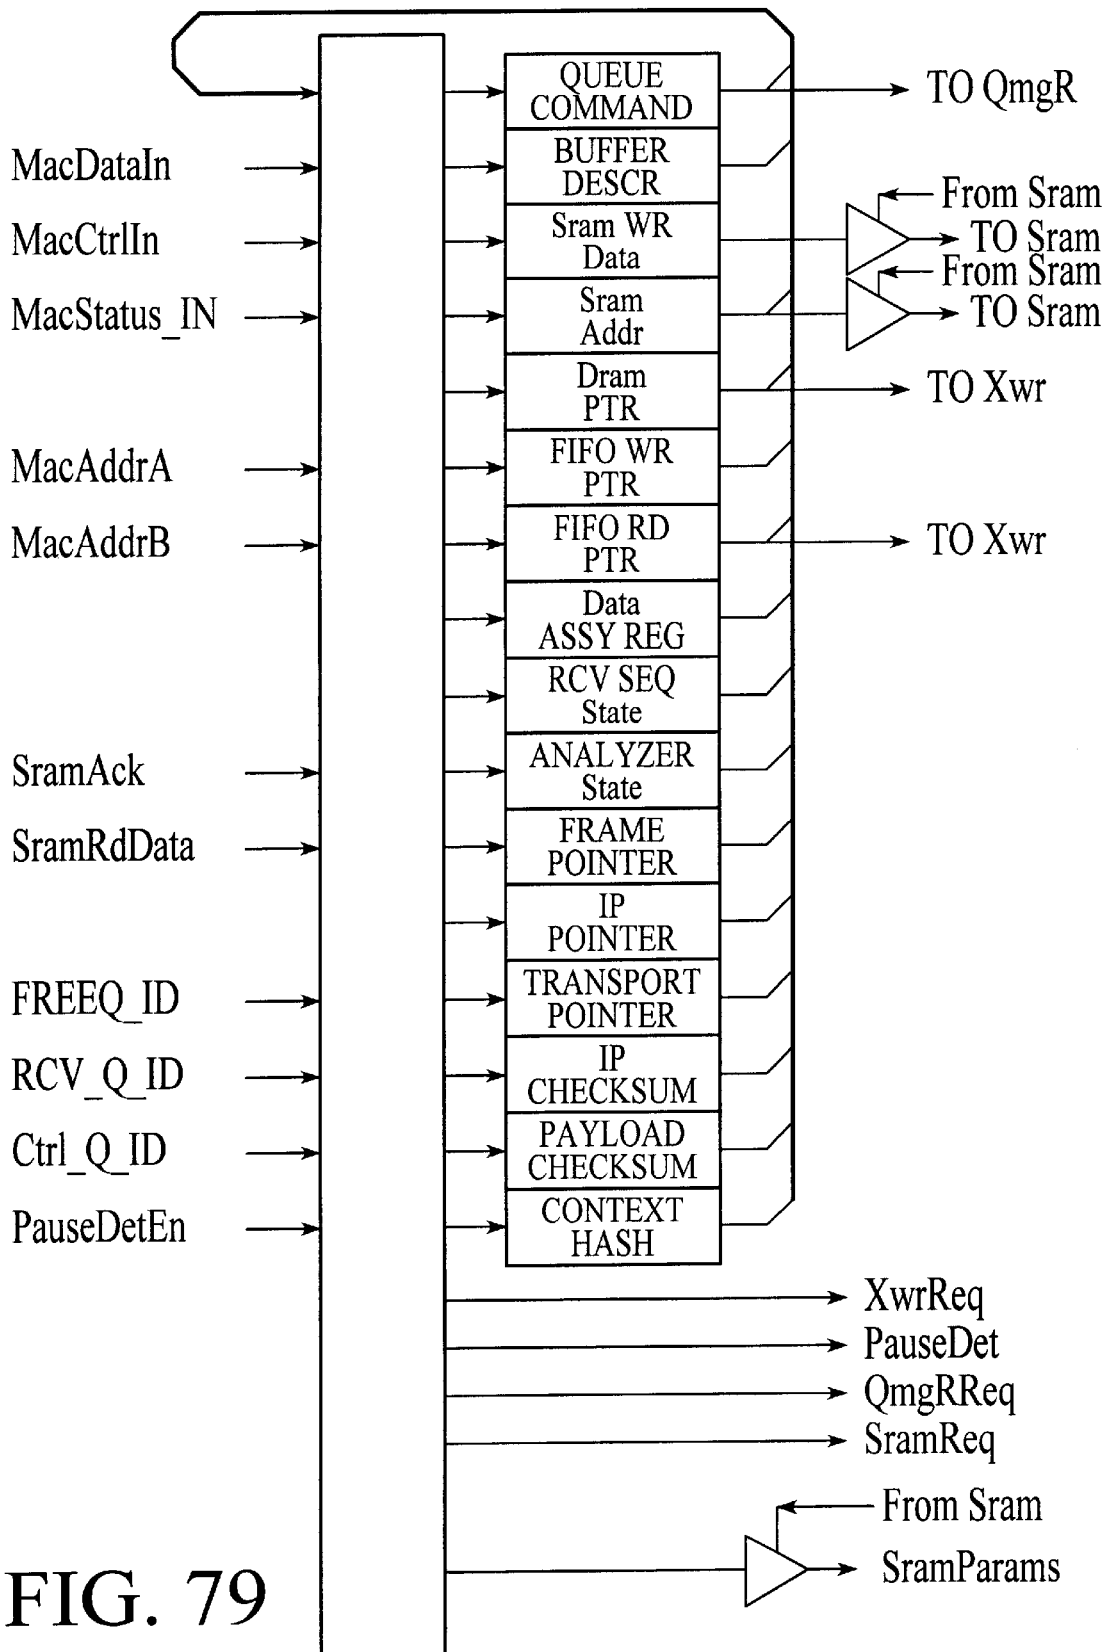 QUEUE
COMMAND
TO QmgR
MacDataIn
BUFFER
DESCR
From Sram
MacCtrlIn
Sram WR
Data
TO Sram
From Sram
MacStatus_IN
Sram
Addr
TO Sram
Dram
PTR
TO Xwr
MacAddrA
FIFO WR
PTR
MacAddrB
FIFO RD
PTR
TO Xwr
Data
ASSY REG
RCV SEQ
State
SramAck
ANALYZER
State
SramRdData
FRAME
POINTER
IP
POINTER
FREEQ_ID
TRANSPORT
POINTER
RCV_Q_ID
IP
CHECKSUM
Ctrl_Q_ID
PAYLOAD
CHECKSUM
PauseDetEn
CONTEXT
HASH
XwrReq
PauseDet
QmgRReq
SramReq
From Sram
SramParams
FIG. 79